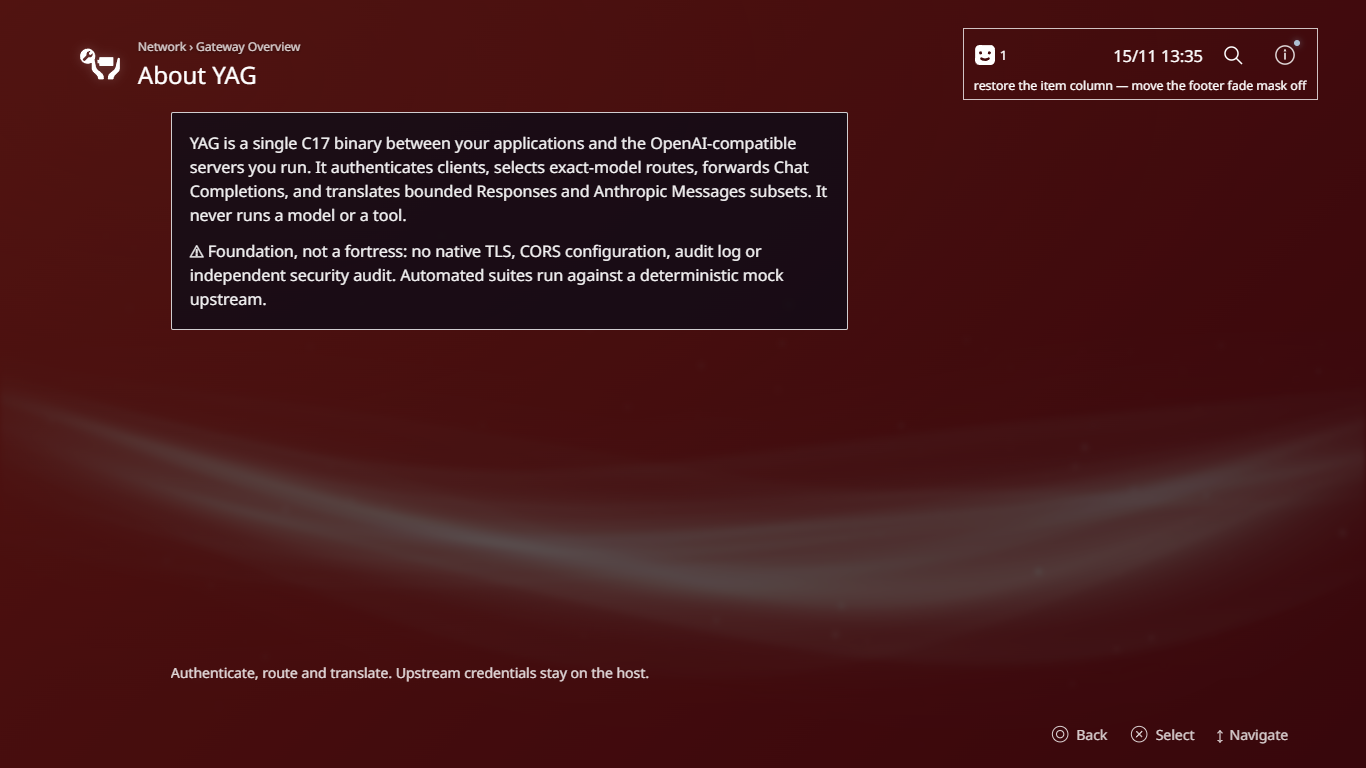 Network › Gateway Overview
About YAG
1
15/11 13:35
restore the item column — move the footer fade mask off
YAG is a single C17 binary between your applications and the OpenAI-compatible
servers you run. It authenticates clients, selects exact-model routes, forwards Chat
Completions, and translates bounded Responses and Anthropic Messages subsets. It
never runs a model or a tool.
⚠ Foundation, not a fortress: no native TLS, CORS configuration, audit log or
independent security audit. Automated suites run against a deterministic mock
upstream.
Authenticate, route and translate. Upstream credentials stay on the host.
Back
Select
Navigate